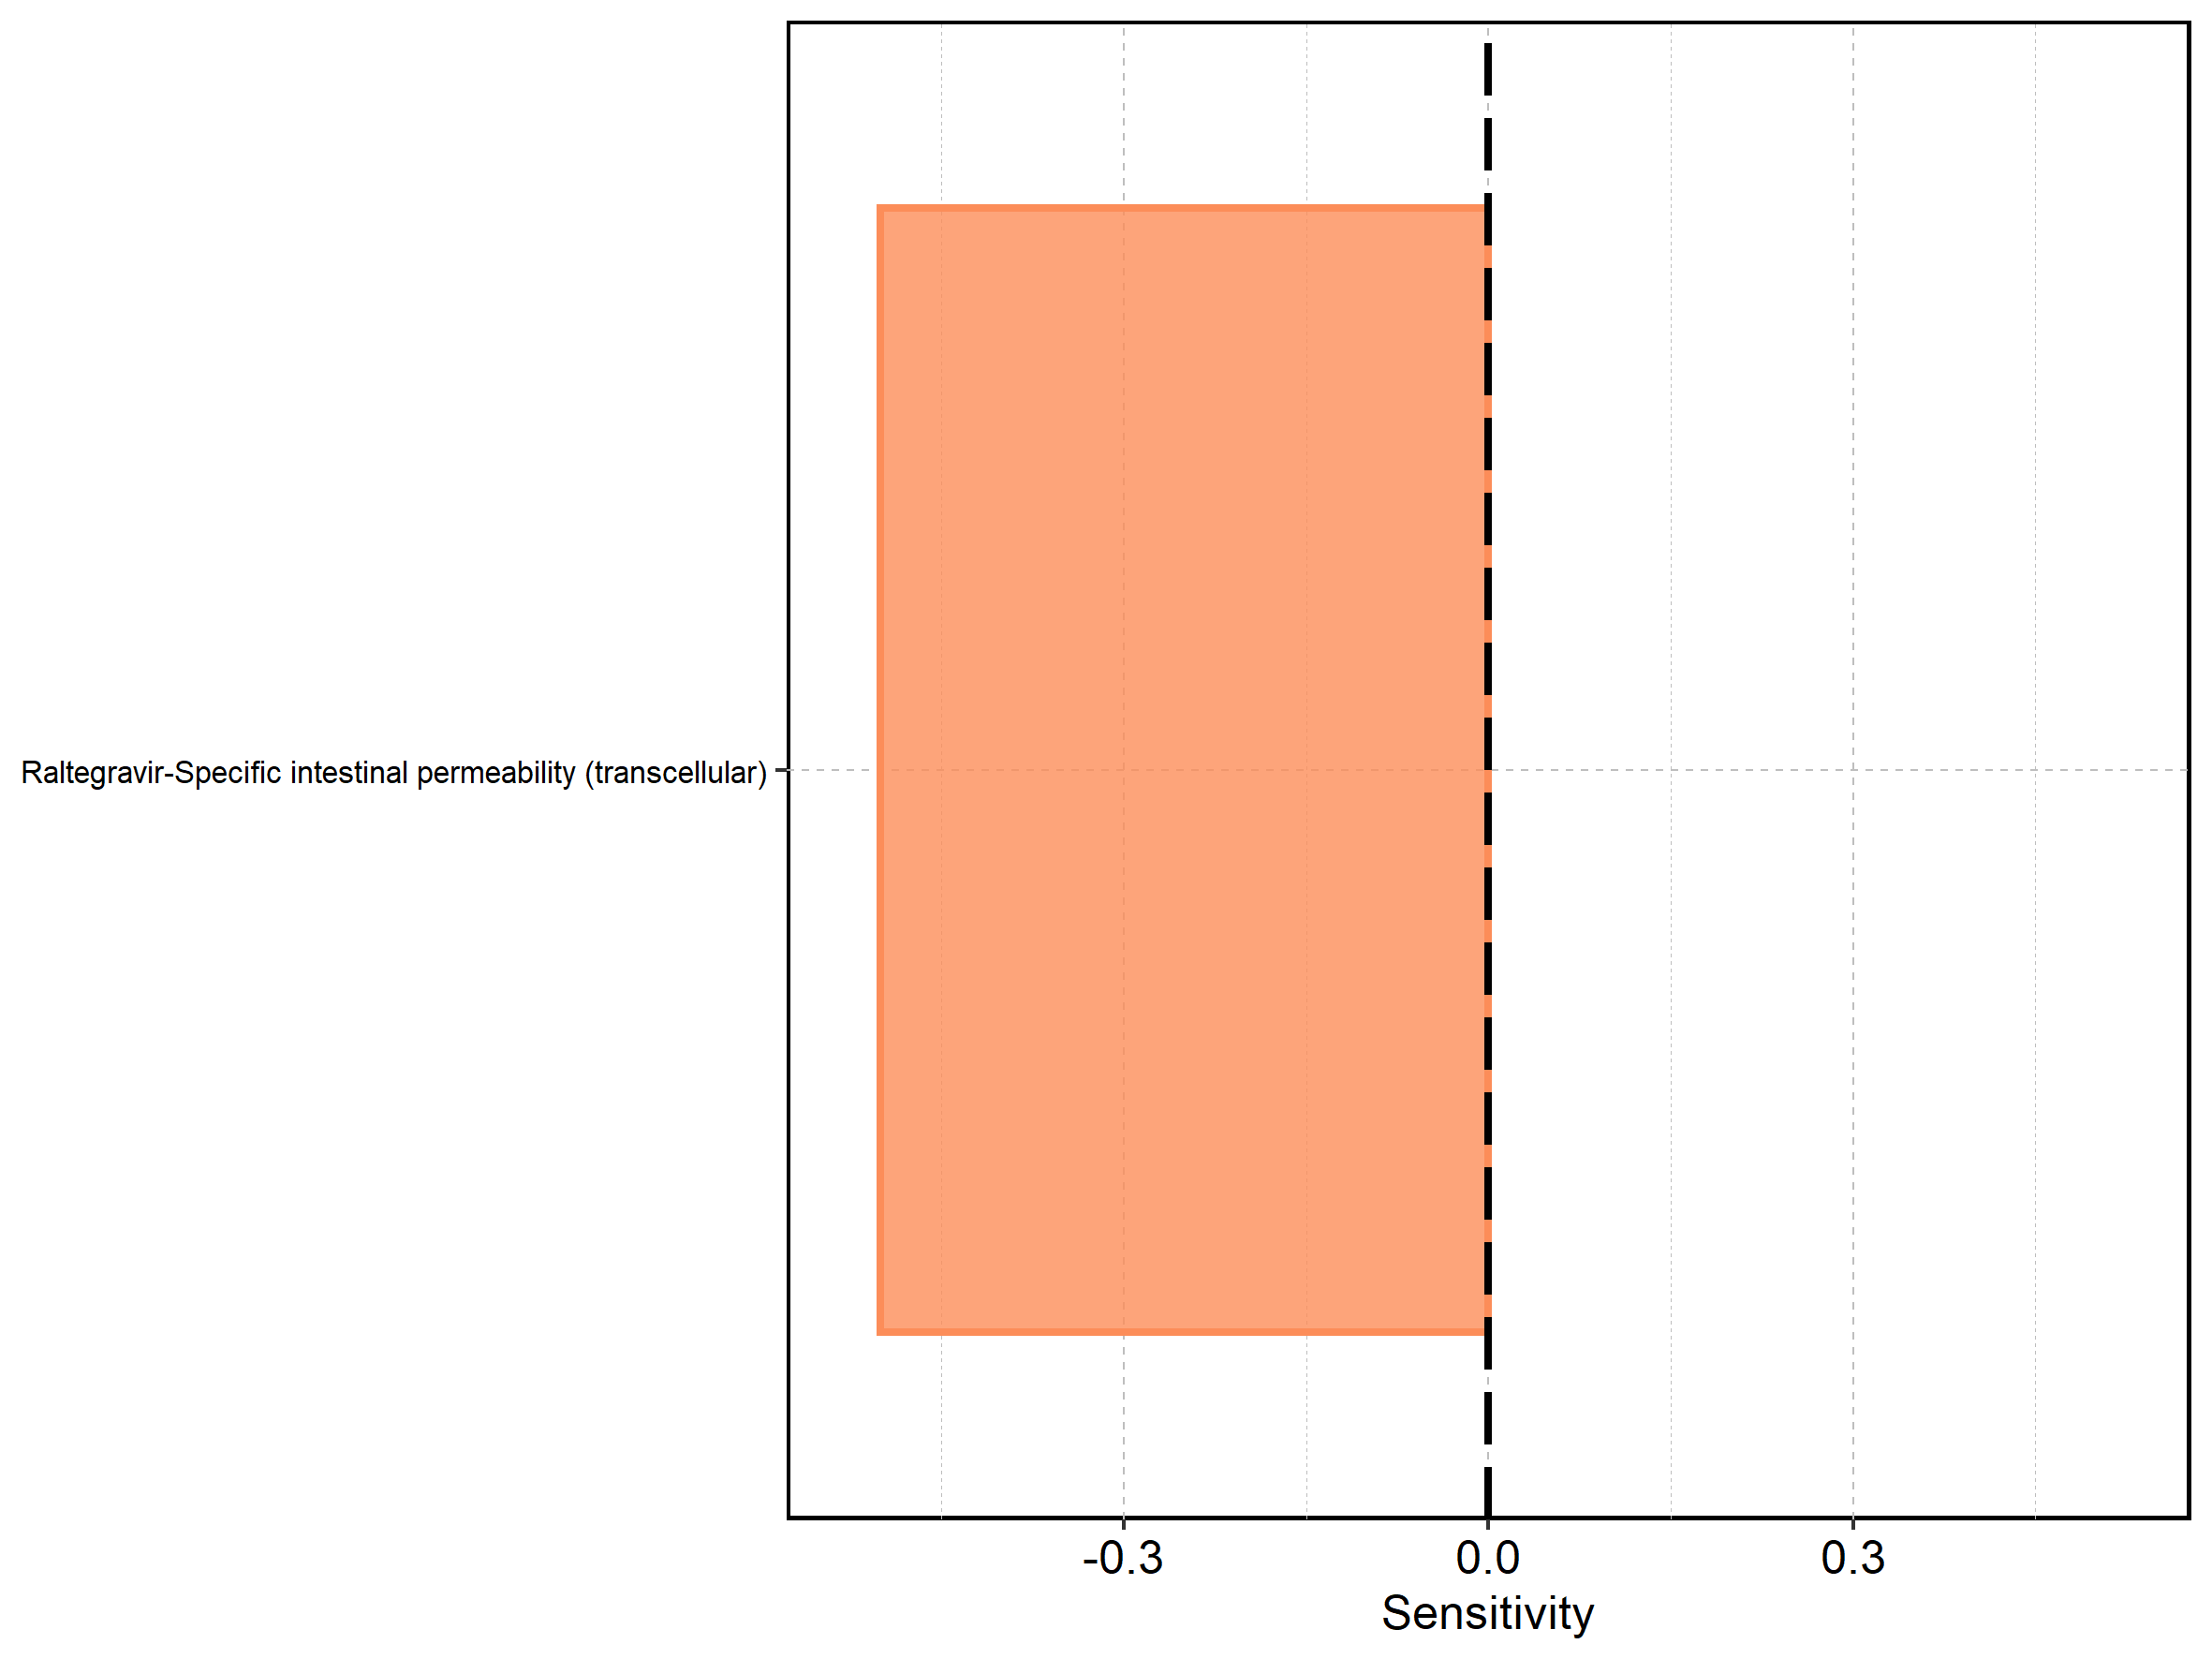 Raltegravir-Specific intestinal permeability (transcellular)
-0.3 0.0 0.3
Sensitivity